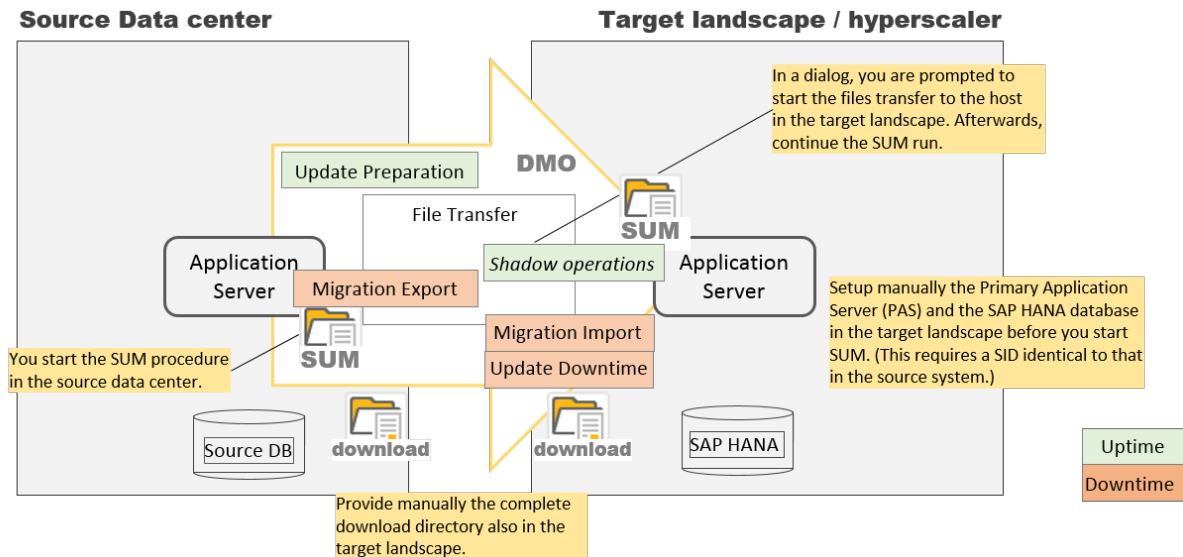 Source Data center
Target landscape / hyperscaler
In a dialog, you are prompted to
start the files transfer to the host
in the target landscape. Afterwards,
continue the SUM run.
Update Preparation
DMO
File Transfer
SUM
Application
Server
Shadow operations
Application
Server
Migration Export
Setup manually the Primary Application
Server (PAS) and the SAP HANA database
in the target landscape before you start
SUM. (This requires a SID identical to that
in the source system.)
Migration Import
SUM
You start the SUM procedure
in the source data center.
Update Downtime
Source DB
download
download
SAP HANA
Uptime
Downtime
Provide manually the complete
download directory also in the
target landscape.